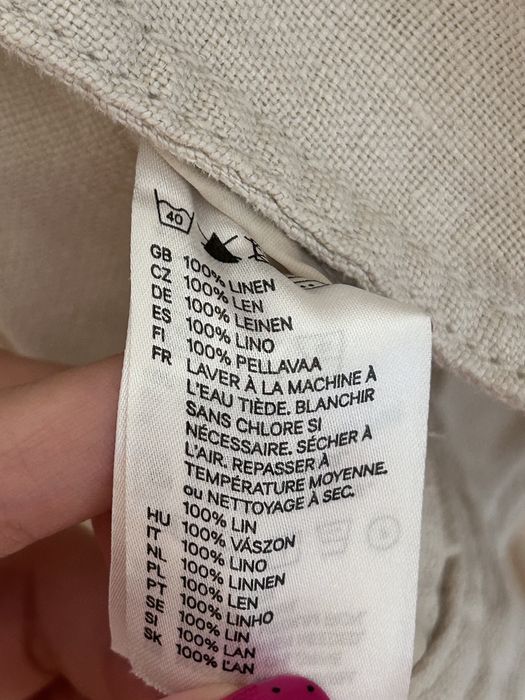 40
GB 100% LINEN
CZ 100% LEN
DE 100% LEINEN
ES 100% LINO
FI 100% PELLAVAA
FR LAVER À LA MACHINE À
L'EAU TIÈDE. BLANCHIR
SANS CHLORE SI
NÉCESSAIRE. SÉCHER À
L'AIR. REPASSER À
TEMPÉRATURE MOYENNE.
ou NETTOYAGE À SEC.
100% LIN
HU 100% VÁSZON
IT 100% LINO
NL 100% LINNEN
PL 100% LEN
PT 100% LINHO
SE 100% LIN
SI 100% LAN
SK 100% ĽAN